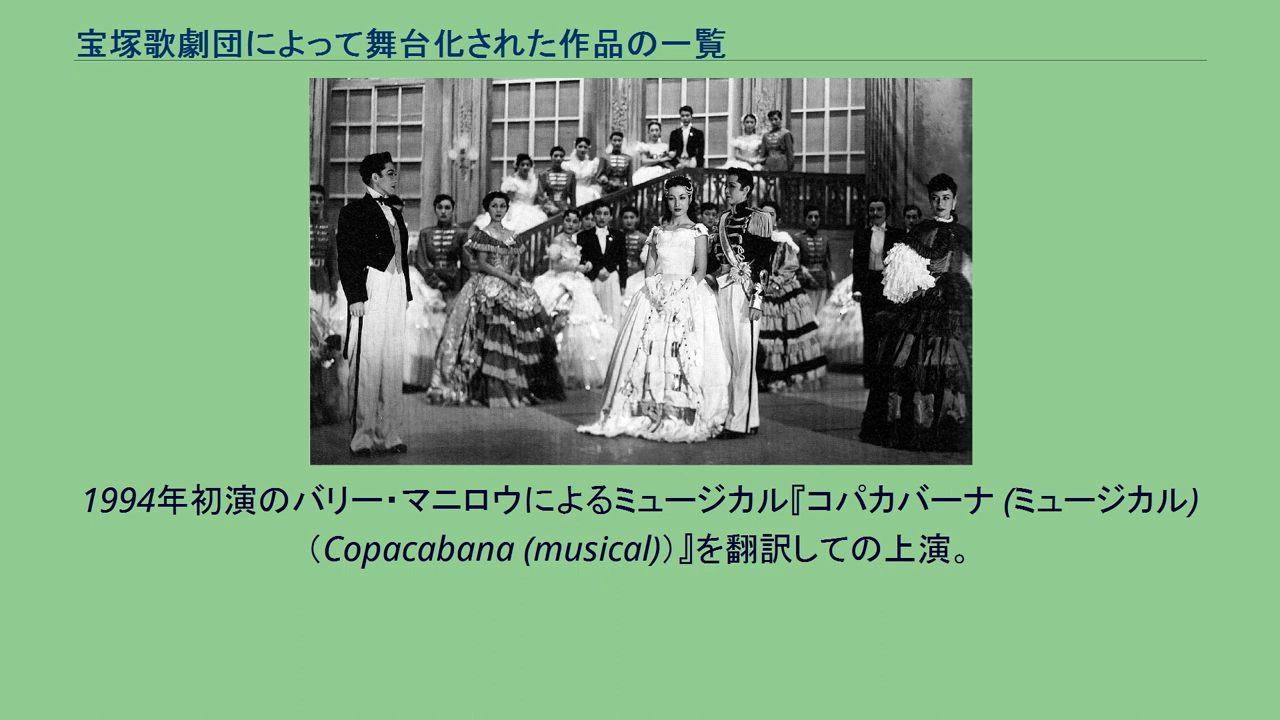 宝塚歌劇団によって舞台化された作品の一覧
1994年初演のバリー・マニロウによるミュージカル『コパカバーナ (ミュージカル)
（Copacabana (musical)）』を翻訳しての上演。